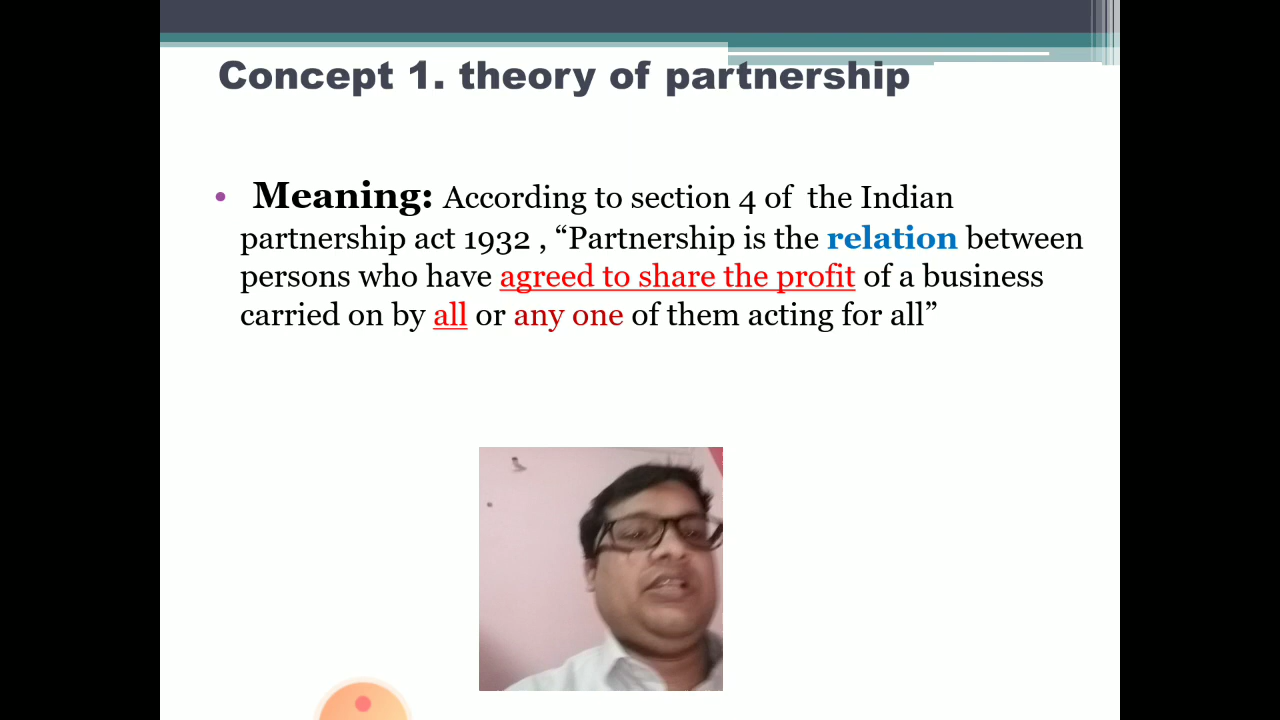 Concept 1. theory of partnership
• Meaning: According to section 4 of  the Indian
partnership act 1932 , “Partnership is the relation between
persons who have agreed to share the profit of a business
carried on by all or any one of them acting for all”